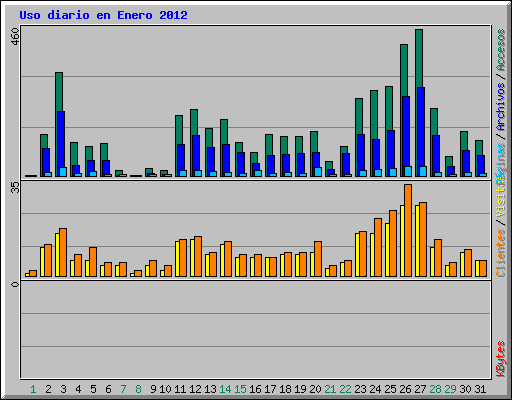 Uso diario en Enero 2012
460
35
0
Accesos
/
Archivos
/
Páginas
/
Visitas
/
Clientes
KBytes
1 2 3 4 5 6 7 8 9 10 11 12 13 14 15 16 17 18 19 20 21 22 23 24 25 26 27 28 29 30 31